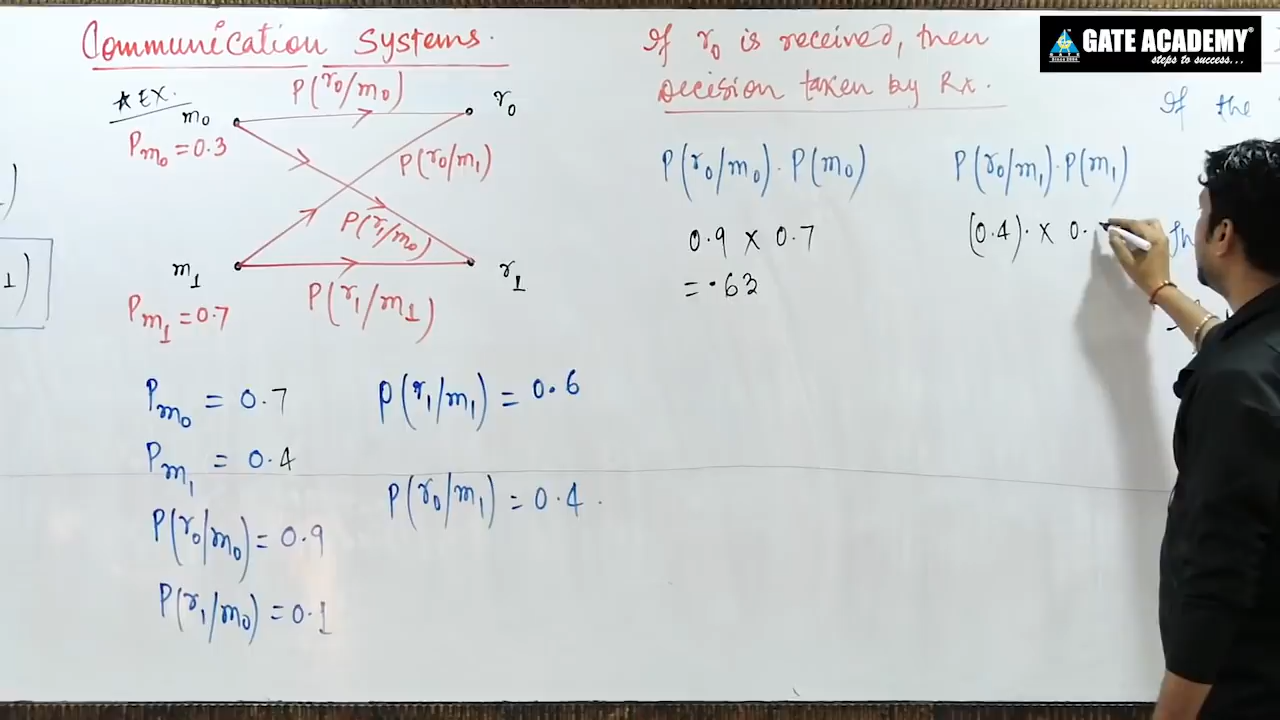 Communication Systems.
★ EX.
m0
Pm0 = 0.3
P(r0/m0)
r0
P(r0/m1)
P(r1/m0)
m1
Pm1 = 0.7
P(r1/m1)
r1
Pm0 = 0.7
Pm1 = 0.4
P(r0/m0) = 0.9
P(r1/m0) = 0.1
P(r1/m1) = 0.6
P(r0/m1) = 0.4 .
If r0 is received, then
decision taken by Rx.
P(r0/m0) . P(m0)
0.9 x 0.7
= .63
P(r0/m1) . P(m1)
(0.4) . x 0.
GATE ACADEMY®
steps to success...
If the